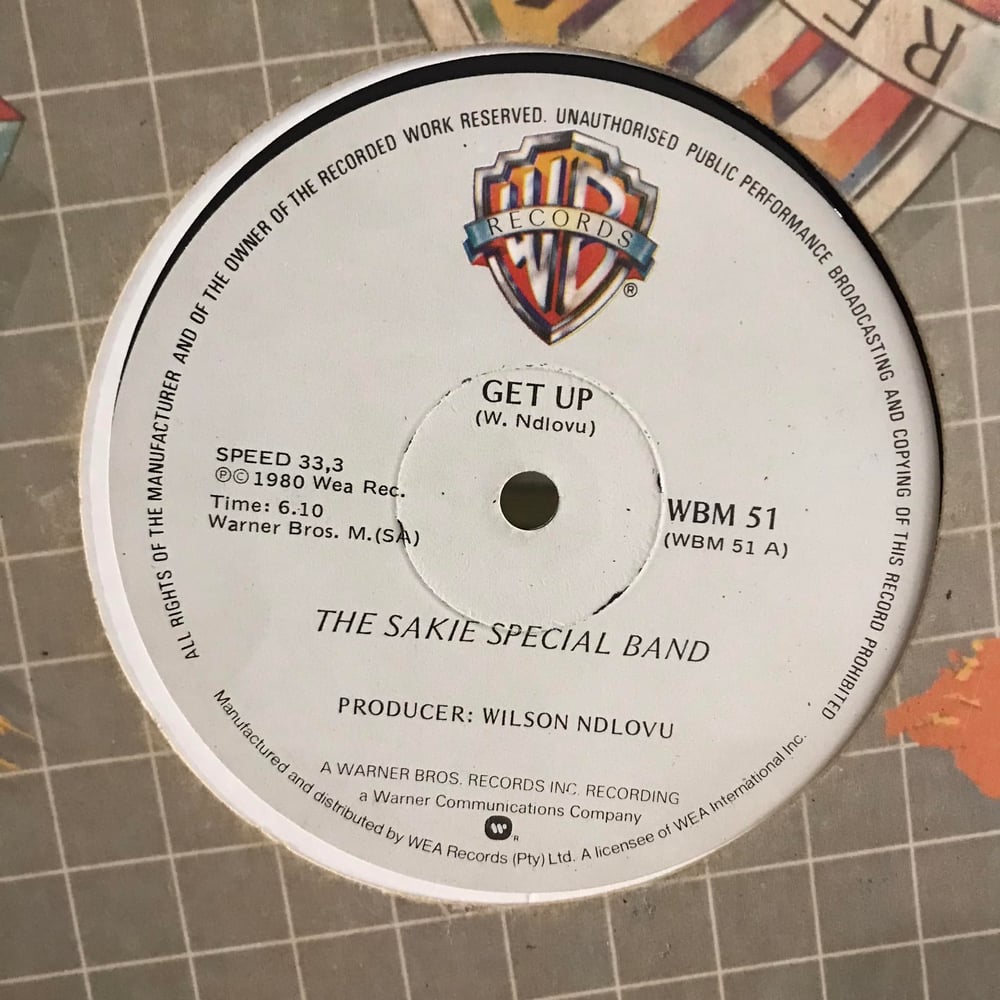 RE
ALL RIGHTS OF THE MANUFACTURER AND OF THE OWNER OF THE RECORDED WORK RESERVED. UNAUTHORISED PUBLIC PERFORMANCE BROADCASTING AND COPYING OF THIS RECORD PROHIBITED
WB
RECORDS
®
GET UP
(W. Ndlovu)
SPEED 33,3
℗© 1980 Wea Rec.
Time: 6.10
Warner Bros. M.(SA)
WBM 51
(WBM 51 A)
THE SAKIE SPECIAL BAND
PRODUCER: WILSON NDLOVU
A WARNER BROS. RECORDS INC. RECORDING
a Warner Communications Company
R
Manufactured and distributed by WEA Records (Pty) Ltd. A licensee of WEA International Inc.